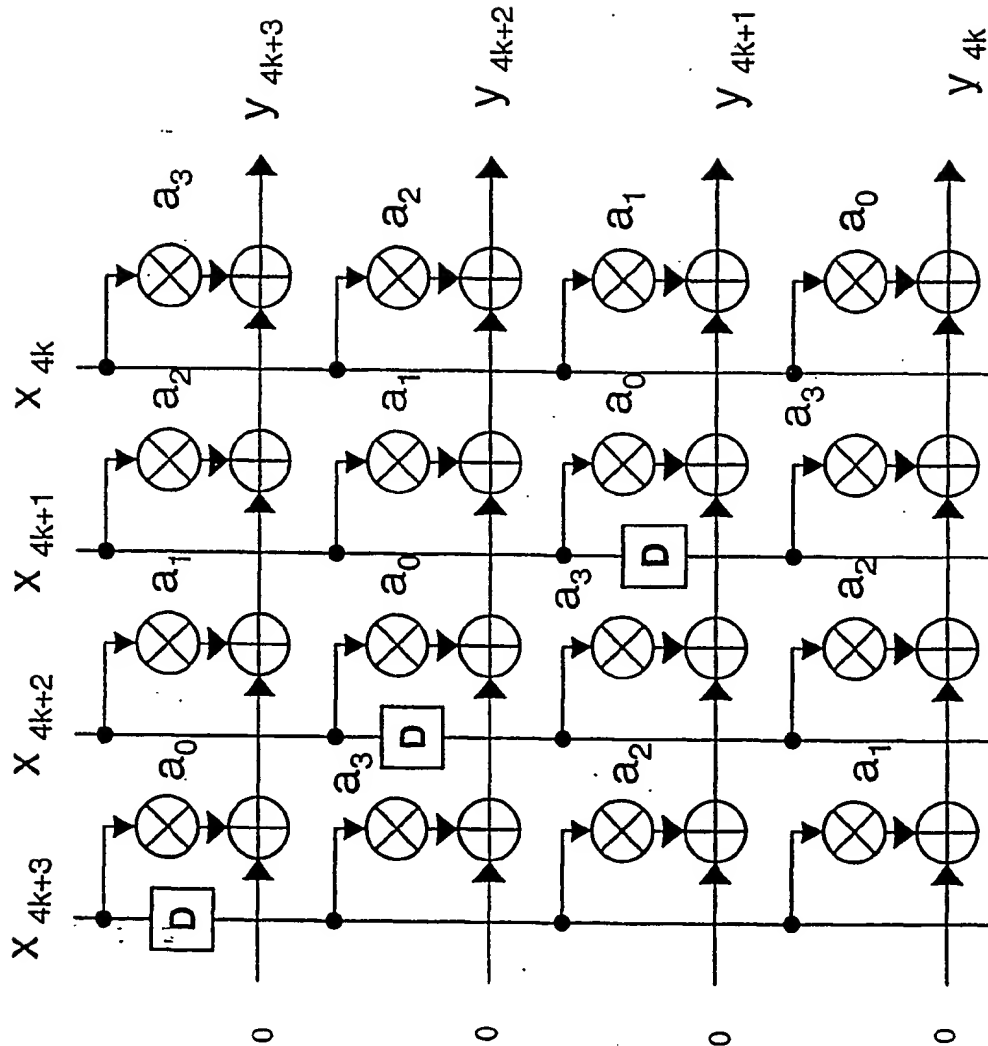 x 4k+3 x 4k+2 x 4k+1 x 4k
a0 a1 a2 a3
D
0 y 4k+3
a3 a0 a1 a2
D
0 y 4k+2
a2 a3 a0 a1
D
0 y 4k+1
a1 a2 a3 a0
0 y 4k